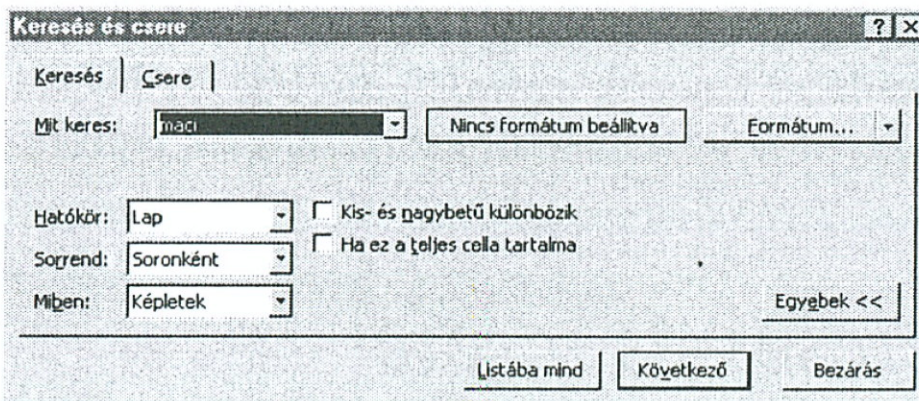 Keresés és csere ? X
Keresés Csere
Mit keres: maci Nincs formátum beállítva Formátum...
Hatókör: Lap Kis- és nagybetű különbözik
Sorrend: Soronként Ha ez a teljes cella tartalma
Miben: Képletek Egyebek <<
Listába mind Következő Bezárás